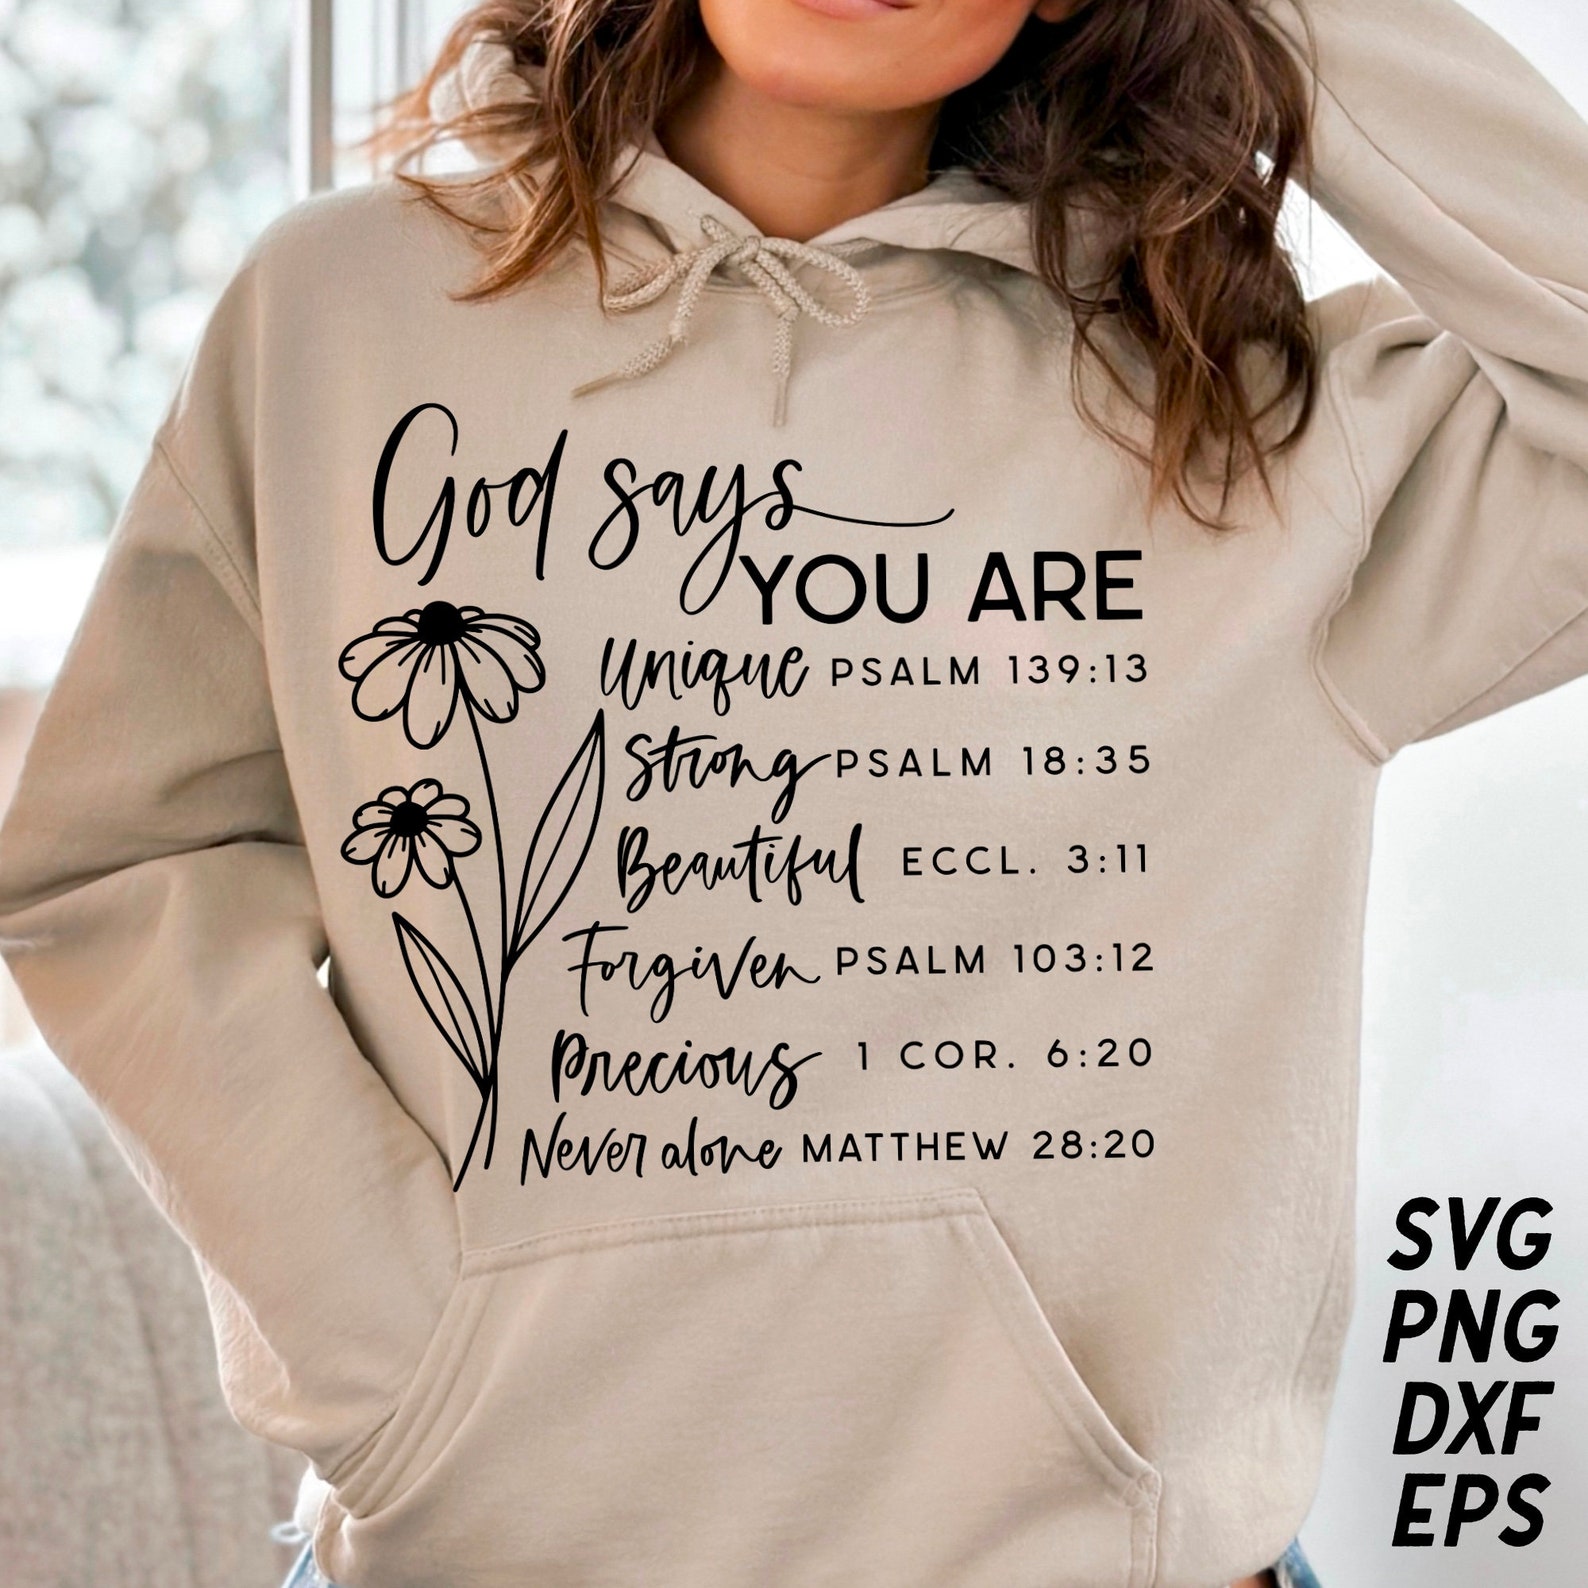 God says
YOU ARE
Unique PSALM 139:13
Strong PSALM 18:35
Beautiful ECCL. 3:11
Forgiven PSALM 103:12
Precious 1 COR. 6:20
Never alone MATTHEW 28:20
SVG
PNG
DXF
EPS